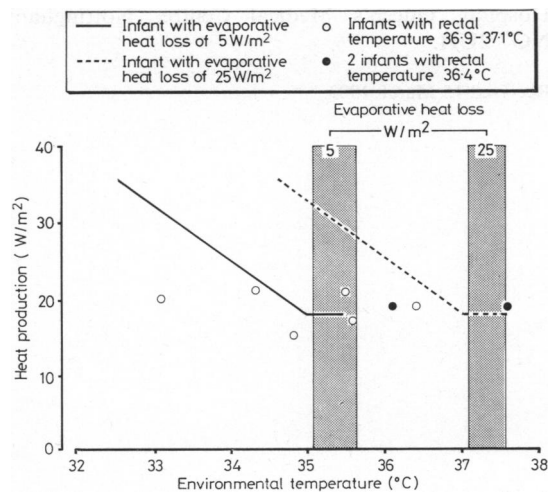 Infant with evaporative
heat loss of 5W/m²
Infant with evaporative
heat loss of 25W/m²
Infants with rectal
temperature 36·9-37·1°C
2 infants with rectal
temperature 36·4°C
Evaporative heat loss
W/m²
5
25
40
30
20
10
0
Heat production (W/m²)
32
33
34
35
36
37
38
Environmental temperature (°C)